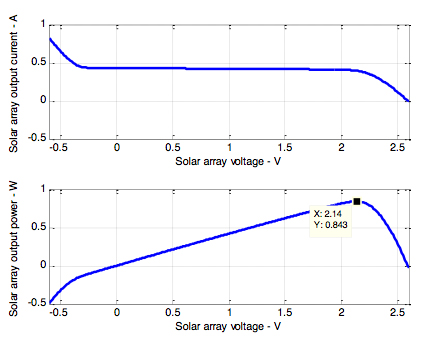 1
0.5
0
-0.5
-0.5 0 0.5 1 1.5 2 2.5
Solar array output current - A
Solar array voltage - V
1
0.5
0
-0.5
-0.5 0 0.5 1 1.5 2 2.5
Solar array output power - W
X: 2.14
Y: 0.843
Solar array voltage - V